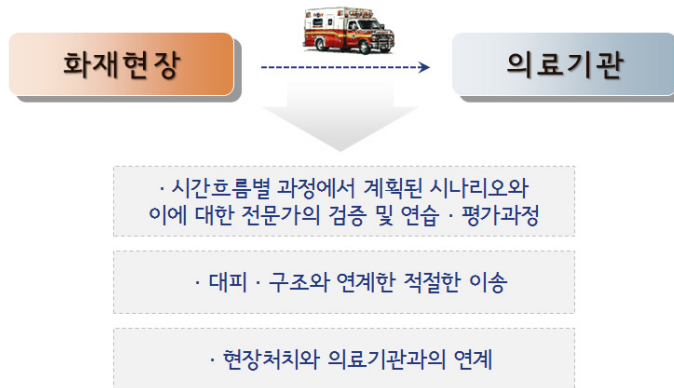 화재현장
의료기관
· 시간흐름별 과정에서 계획된 시나리오와
이에 대한 전문가의 검증 및 연습 · 평가과정
· 대피 · 구조와 연계한 적절한 이송
· 현장처치와 의료기관과의 연계